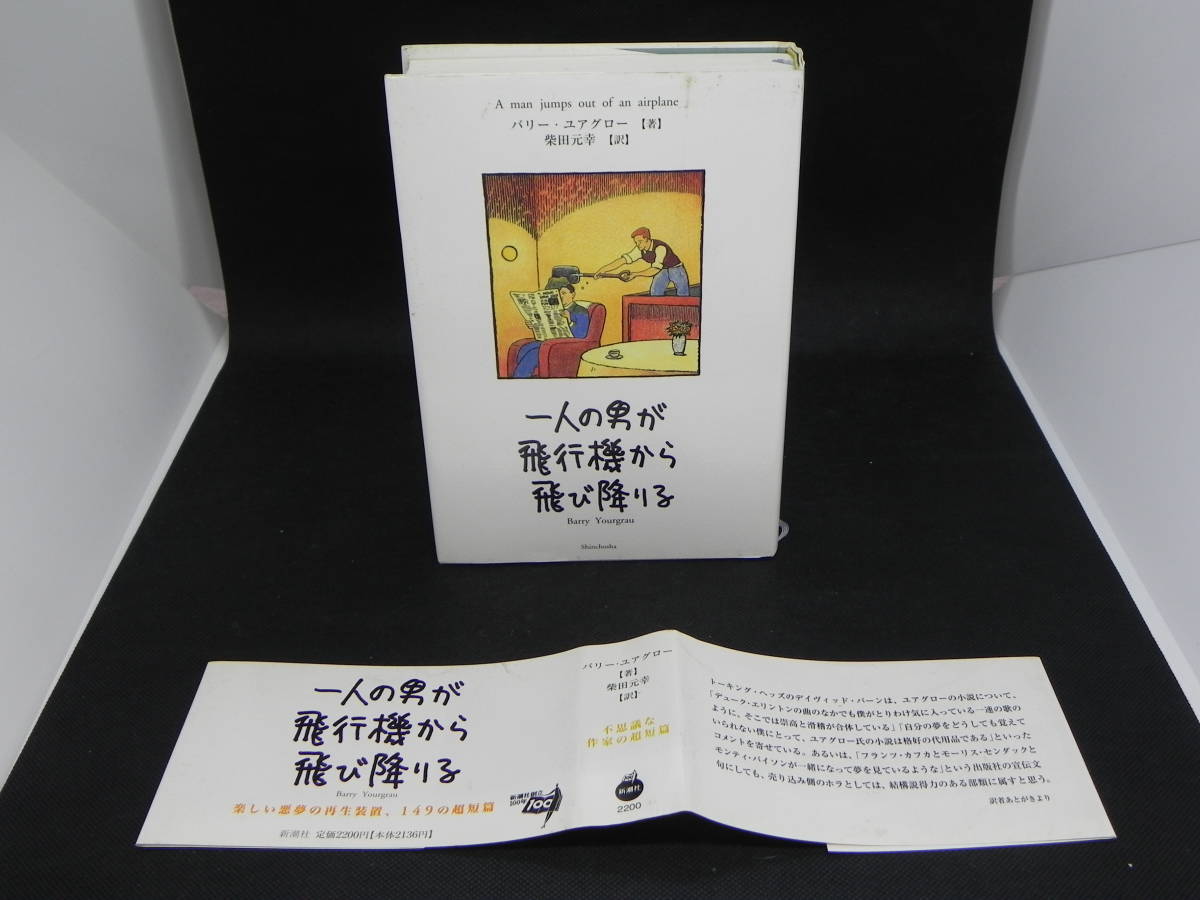 A man jumps out of an airplane
バリー・ユアグロー【著】
柴田元幸【訳】
一人の男が
飛行機から
飛び降りる
Barry Yourgrau
Shinchosha
一人の男が
飛行機から
飛び降りる
Barry Yourgrau
楽しい悪夢の再生装置、149の超短篇
新潮社 定価2200円【本体2136円】
新潮社創立
100年
100
バリー・ユアグロー
【著】
柴田元幸
【訳】
不思議な
作家の超短篇
新潮社
2200
トーキング・ヘッズのデイヴィッド・バーンは、ユアグローの小説について、
「デューク・エリントンの曲のなかでも僕がとりわけ気に入っている一連の歌の
ように、そこでは崇高と滑稽が合体している」「自分の夢をどうしても覚えて
いられない僕にとって、ユアグロー氏の小説は格好の代用品である」といった
コメントを寄せている。あるいは、「フランツ・カフカとモーリス・センダックと
モンティ・パイソンが一緒になって夢を見ているような」という出版社の宣伝文
句にしても、売り込み側のホラとしては、結構説得力のある部類に属すと思う。
訳者あとがきより